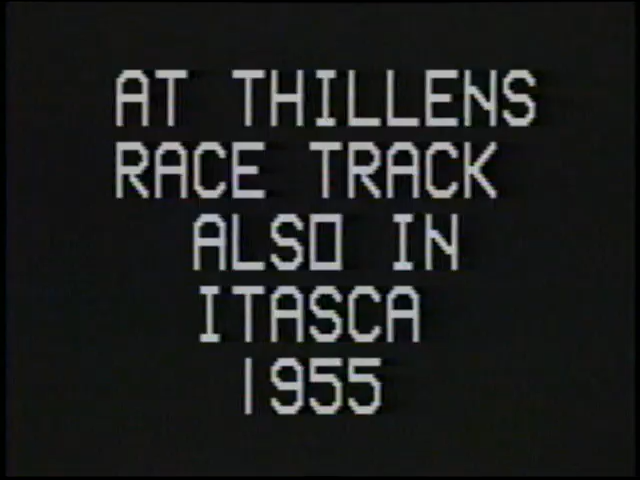 AT THILLENS
RACE TRACK
ALSO IN
ITASCA
1955